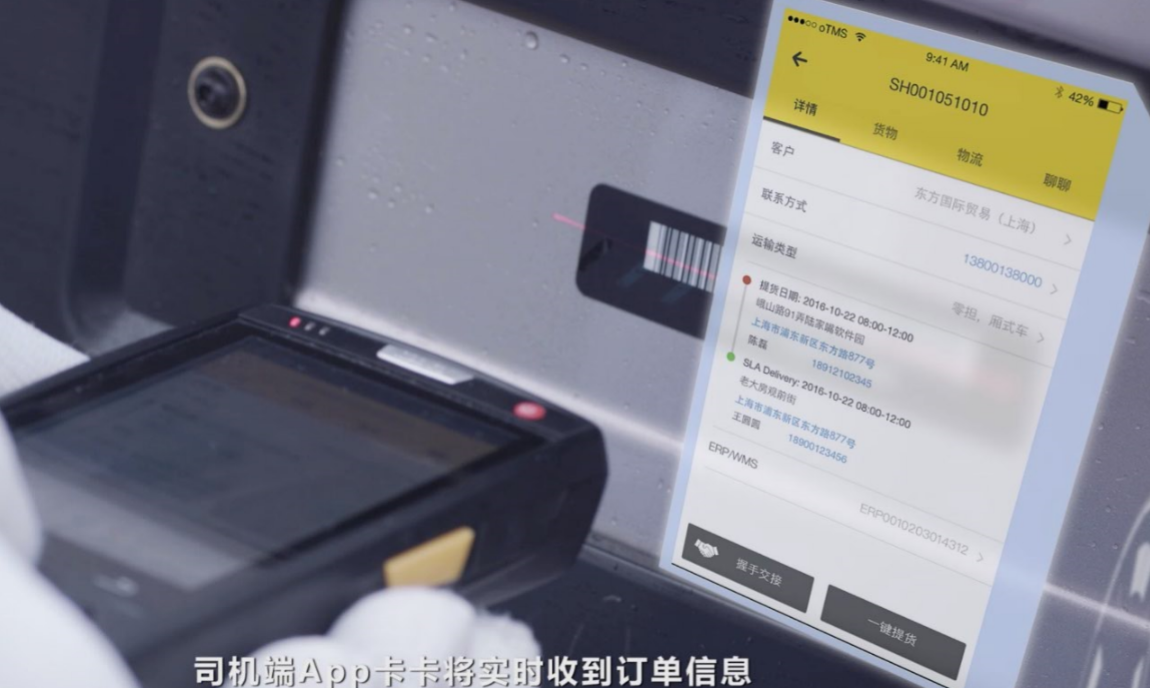 oTMS
9:41 AM
42%
SH001051010
详情
货物
物流
聊聊
客户
东方国际贸易（上海）
联系方式
13800138000
运输类型
零担，厢式车
提货日期: 2016-10-22 08:00-12:00
峨山路91弄陆家嘴软件园
上海市浦东新区东方路877号
陈磊
18912102345
SLA Delivery: 2016-10-22 08:00-12:00
老大房观前街
上海市浦东新区东方路877号
王圆圆
18900123456
ERP/WMS
ERP0010203014312
握手交接
一键提货
司机端App卡卡将实时收到订单信息